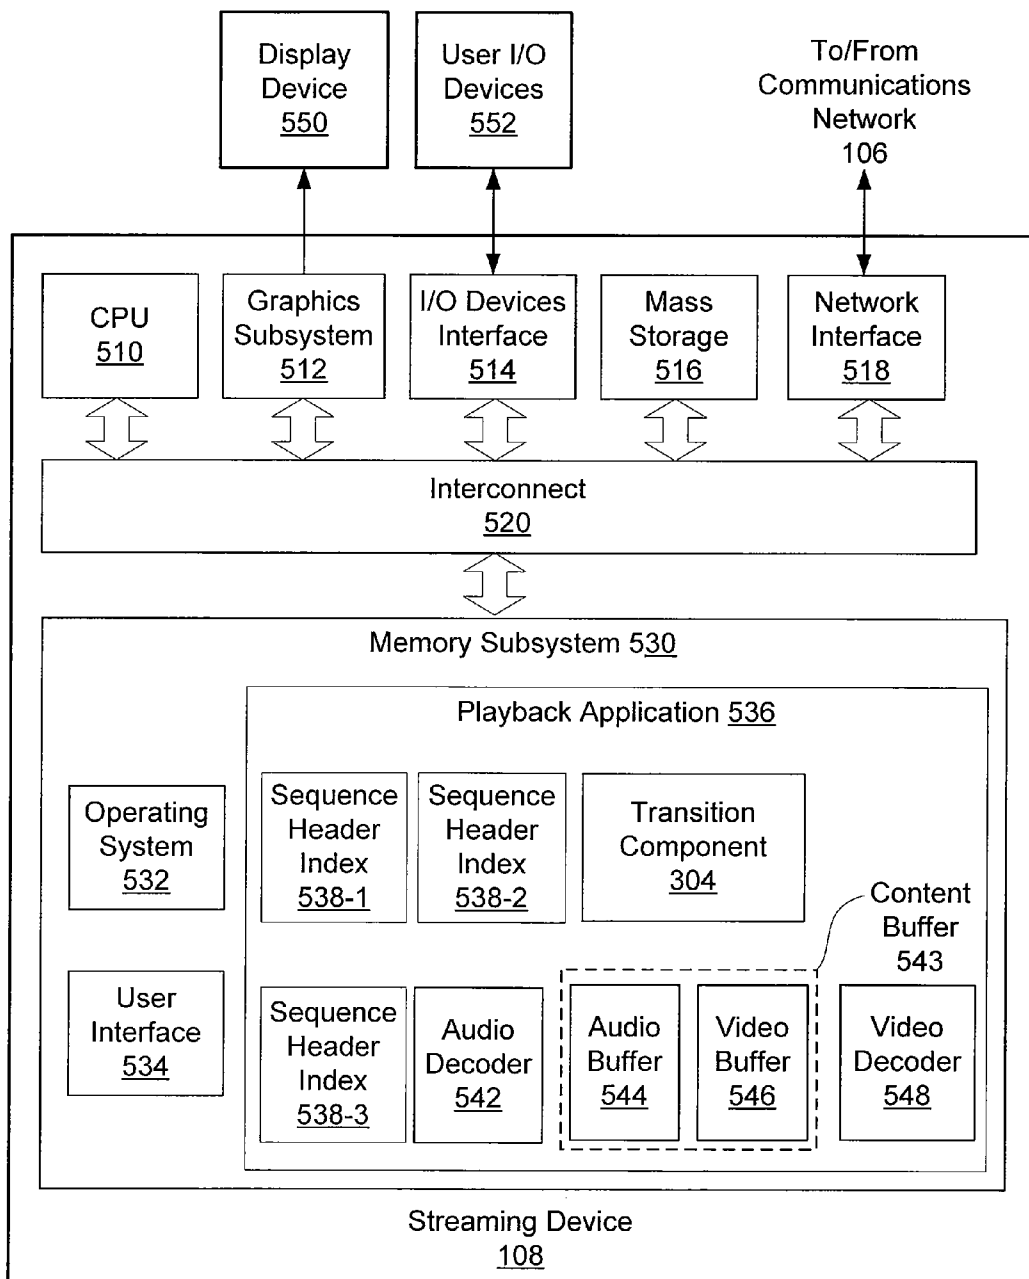 Display
Device
550
User I/O
Devices
552
To/From
Communications
Network
106
CPU
510
Graphics
Subsystem
512
I/O Devices
Interface
514
Mass
Storage
516
Network
Interface
518
Interconnect
520
Memory Subsystem 530
Playback Application 536
Operating
System
532
Sequence
Header
Index
538-1
Sequence
Header
Index
538-2
Transition
Component
304
Content
Buffer
543
User
Interface
534
Sequence
Header
Index
538-3
Audio
Decoder
542
Audio
Buffer
544
Video
Buffer
546
Video
Decoder
548
Streaming Device
108